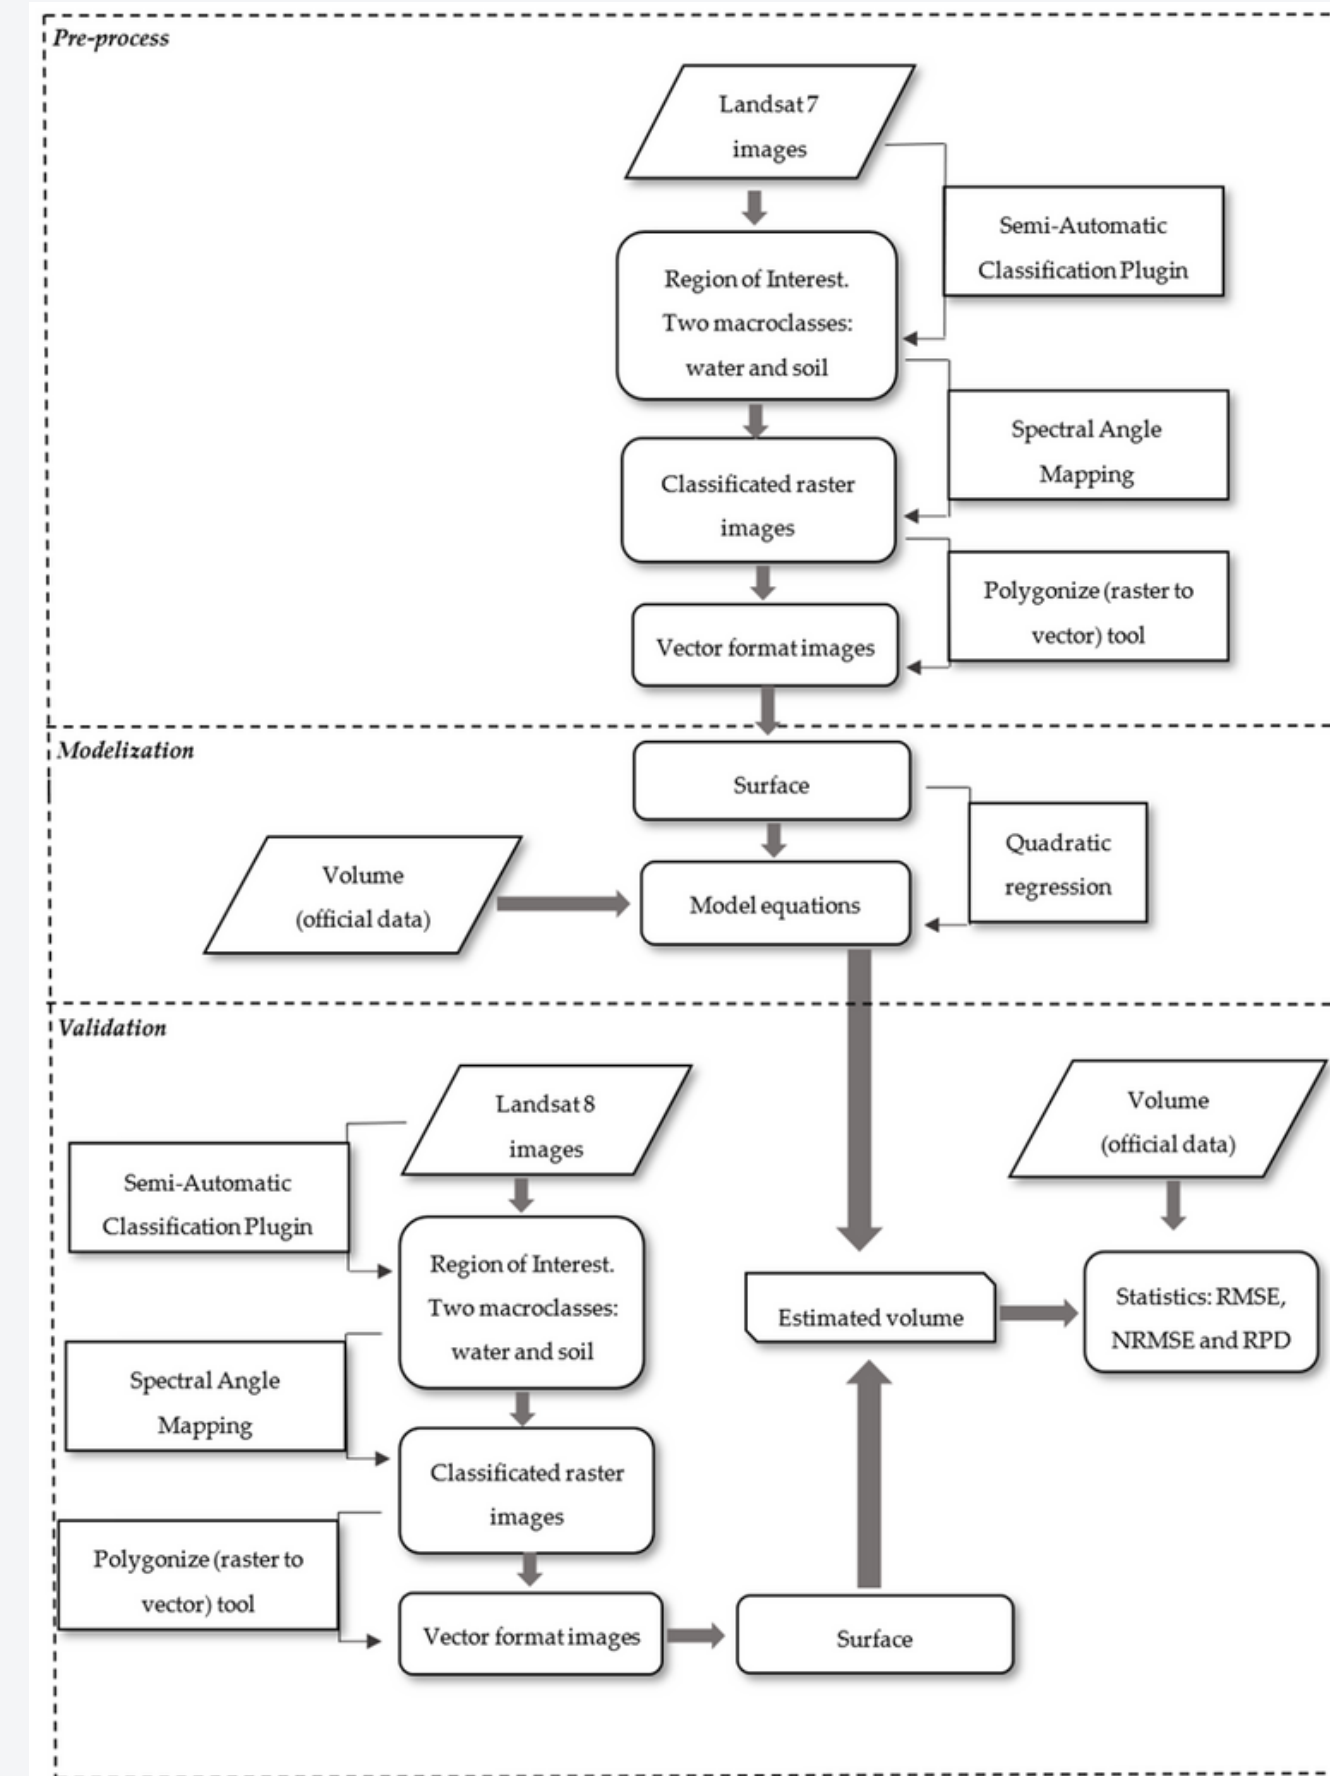 Pre-process
Landsat 7
images
Semi-Automatic
Classification Plugin
Region of Interest.
Two macroclasses:
water and soil
Spectral Angle
Mapping
Classificated raster
images
Polygonize (raster to
vector) tool
Vector format images
Modelization
Surface
Quadratic
regression
Volume
(official data)
Model equations
Validation
Landsat 8
images
Volume
(official data)
Semi-Automatic
Classification Plugin
Region of Interest.
Two macroclasses:
water and soil
Estimated volume
Statistics: RMSE,
NRMSE and RPD
Spectral Angle
Mapping
Classificated raster
images
Polygonize (raster to
vector) tool
Vector format images
Surface